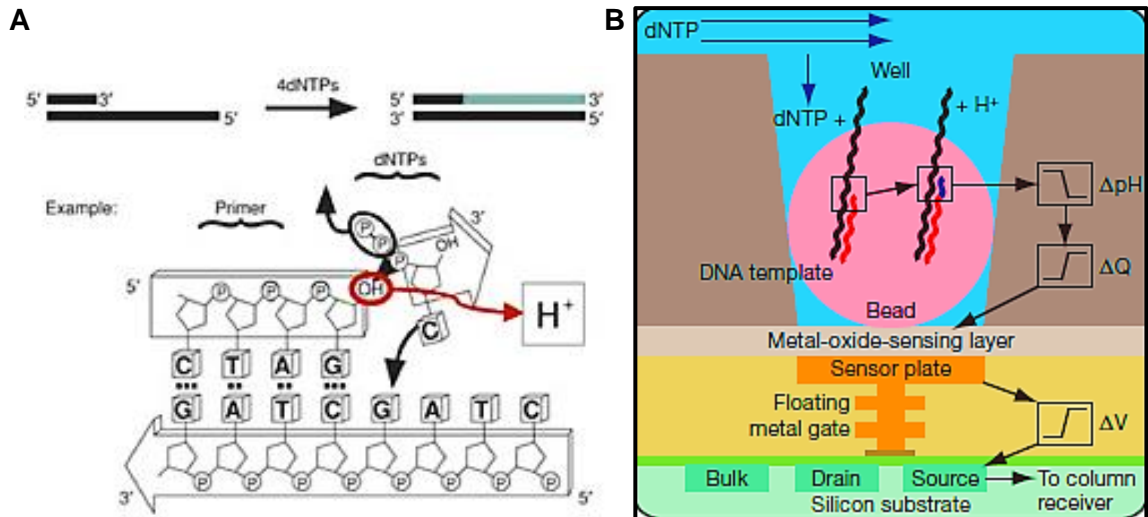 A
5' 3'
5'
4dNTPs
5' 3'
3' 5'
dNTPs
Example:
Primer
3'
P P
P
OH
5'
P P P
OH
H+
C
C T A G
G A T C G A T C
3'
P P P P P P P P
5'
B
dNTP
Well
dNTP +
+ H+
ΔpH
ΔQ
DNA template
Bead
Metal-oxide-sensing layer
Sensor plate
Floating
metal gate
ΔV
Bulk Drain Source
To column
receiver
Silicon substrate